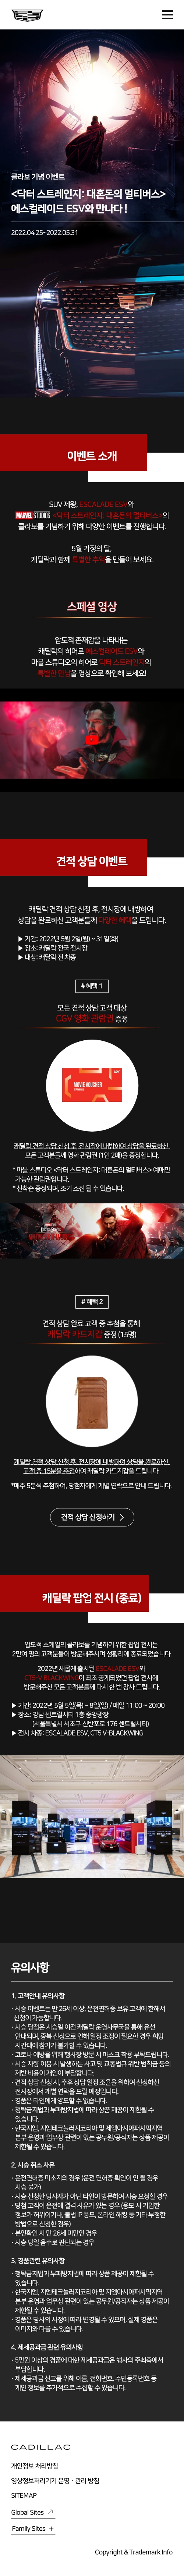 콜라보 기념 이벤트
<닥터 스트레인지: 대혼돈의 멀티버스>
에스컬레이드 ESV와 만나다 !
2022.04.25~2022.05.31
이벤트 소개
SUV 제왕, ESCALADE ESV와
MARVEL STUDIOS <닥터 스트레인지: 대혼돈의 멀티버스>의
콜라보를 기념하기 위해 다양한 이벤트를 진행합니다.
5월 가정의 달,
캐딜락과 함께 특별한 추억을 만들어 보세요.
스페셜 영상
압도적 존재감을 나타내는
캐딜락의 히어로 에스컬레이드 ESV와
마블 스튜디오의 히어로 닥터 스트레인지의
특별한 만남을 영상으로 확인해 보세요!
견적 상담 이벤트
캐딜락 견적 상담 신청 후, 전시장에 내방하여
상담을 완료하신 고객분들께 다양한 혜택을 드립니다.
▶ 기간: 2022년 5월 2일(월) ~ 31일(화)
▶ 장소: 캐딜락 전국 전시장
▶ 대상: 캐딜락 전 차종
# 혜택 1
모든 견적 상담 고객 대상
CGV 영화 관람권 증정
MOVIE VOUCHER
캐딜락 견적 상담 신청 후, 전시장에 내방하여 상담을 완료하신
모든 고객분들께 영화 관람권 (1인 2매)을 증정합니다.
* 마블 스튜디오 <닥터 스트레인지: 대혼돈의 멀티버스> 예매만
가능한 관람권입니다.
* 선착순 증정되며, 조기 소진 될 수 있습니다.
# 혜택 2
견적 상담 완료 고객 중 추첨을 통해
캐딜락 카드지갑 증정 (15명)
캐딜락 견적 상담 신청 후, 전시장에 내방하여 상담을 완료하신
고객 중 15분을 추첨하여 캐딜락 카드지갑을 드립니다.
*매주 5분씩 추첨하여, 당첨자에게 개별 연락으로 안내 드립니다.
견적 상담 신청하기 >
캐딜락 팝업 전시 (종료)
압도적 스케일의 콜라보를 기념하기 위한 팝업 전시는
2만여 명의 고객분들이 방문해주시며 성황리에 종료되었습니다.
2022년 새롭게 출시된 ESCALADE ESV와
CT5-V BLACKWING이 최초 공개되었던 팝업 전시에
방문해주신 모든 고객분들께 다시 한 번 감사 드립니다.
▶ 기간: 2022년 5월 5일(목) ~ 8일(일) / 매일 11:00 ~ 20:00
▶ 장소: 강남 센트럴시티 1층 중앙광장
(서울특별시 서초구 신반포로 176 센트럴시티)
▶ 전시 차종: ESCALADE ESV, CT5 V-BLACKWING
유의사항
1. 고객안내 유의사항
· 시승 이벤트는 만 26세 이상, 운전면허증 보유 고객에 한해서
신청이 가능합니다.
· 시승 당첨은 시승일 이전 캐딜락 운영사무국을 통해 유선
안내되며, 중복 신청으로 인해 일정 조정이 필요한 경우 희망
시간대에 참가가 불가할 수 있습니다.
· 코로나 예방을 위해 행사장 방문 시 마스크 착용 부탁드립니다.
· 시승 차량 이용 시 발생하는 사고 및 교통법규 위반 범칙금 등의
제반 비용이 개인이 부담합니다.
· 견적 상담 신청 시, 추후 상담 일정 조율을 위하여 신청하신
전시장에서 개별 연락을 드릴 예정입니다.
· 경품은 타인에게 양도할 수 없습니다.
· 청탁금지법과 부패방지법에 따라 상품 제공이 제한될 수
있습니다.
· 한국지엠, 지엠테크놀러지코리아 및 지엠아시아퍼시픽지역
본부 운영과 업무상 관련이 있는 공무원/공직자는 상품 제공이
제한될 수 있습니다.
2. 시승 취소 사유
· 운전면허증 미소지의 경우 (운전 면허증 확인이 안 될 경우
시승 불가)
· 시승 신청한 당사자가 아닌 타인이 방문하여 시승 요청할 경우
· 당첨 고객이 운전에 결격 사유가 있는 경우 (응모 시 기입한
정보가 허위이거나, 불법 IP 응모, 온라인 해킹 등 기타 부정한
방법으로 신청한 경우)
· 본인확인 시 만 26세 미만인 경우
· 시승 당일 음주로 판단되는 경우
3. 경품관련 유의사항
· 청탁금지법과 부패방지법에 따라 상품 제공이 제한될 수
있습니다.
· 한국지엠, 지엠테크놀러지코리아 및 지엠아시아퍼시픽지역
본부 운영과 업무상 관련이 있는 공무원/공직자는 상품 제공이
제한될 수 있습니다.
· 경품은 당사의 사정에 따라 변경될 수 있으며, 실제 경품은
이미지와 다를 수 있습니다.
4. 제세공과금 관련 유의사항
· 5만원 이상의 경품에 대한 제세공과금은 행사의 주최측에서
부담합니다.
· 제세공과금 신고를 위해 이름, 전화번호, 주민등록번호 등
개인 정보를 추가적으로 수집할 수 있습니다.
CADILLAC
개인정보 처리방침
영상정보처리기기 운영 · 관리 방침
SITEMAP
Global Sites
Family Sites +
Copyright & Trademark Info